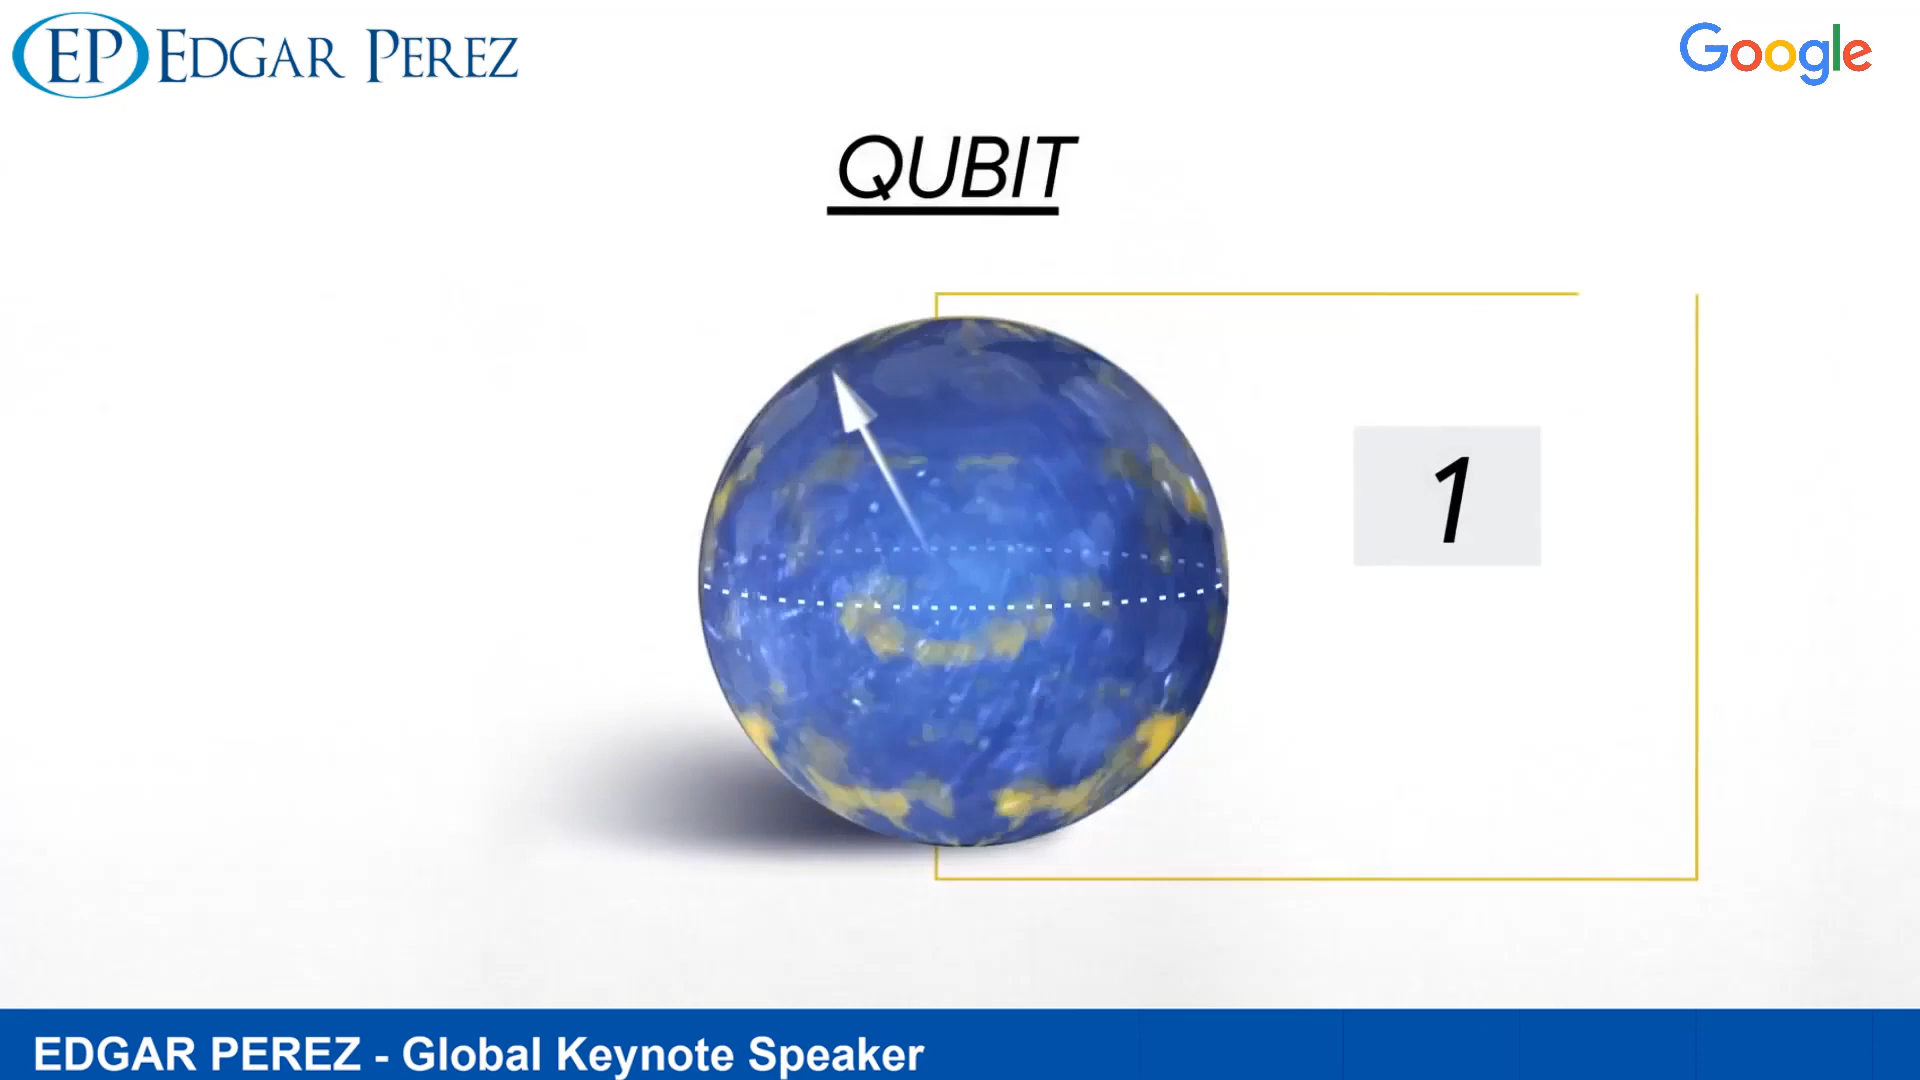 EP EDGAR PEREZ
Google
QUBIT
1
EDGAR PEREZ - Global Keynote Speaker